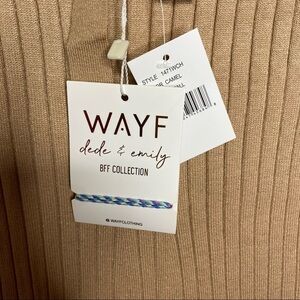 WAYF
dede & emily
BFF COLLECTION
@WAYFCLOTHING
STYLE 1471WCH
CAMEL